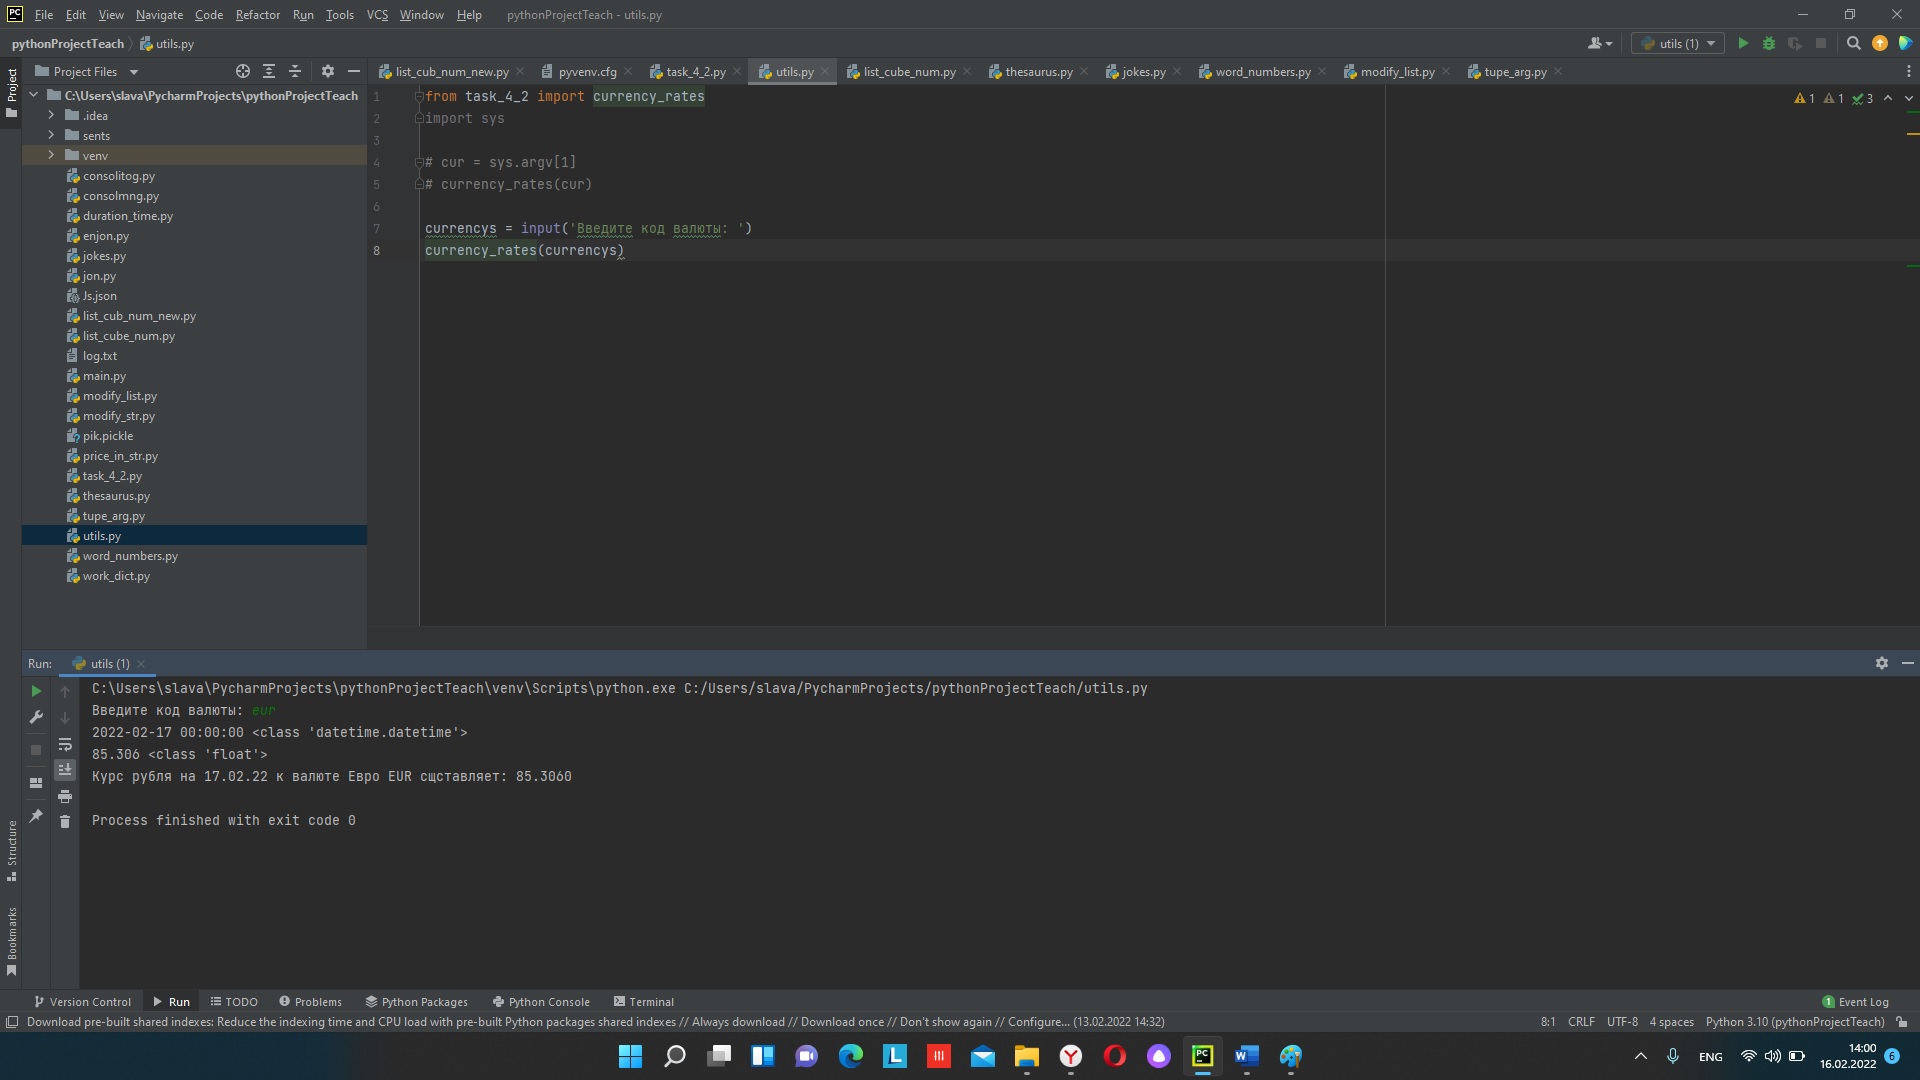 File Edit View Navigate Code Refactor Run Tools VCS Window Help pythonProjectTeach - utils.py
pythonProjectTeach utils.py
utils (1)
Project
Project Files
list_cub_num_new.py pyvenv.cfg task_4_2.py utils.py list_cube_num.py thesaurus.py jokes.py word_numbers.py modify_list.py tupe_arg.py
C:\Users\slava\PycharmProjects\pythonProjectTeach
.idea
sents
venv
consolitog.py
consolmng.py
duration_time.py
enjon.py
jokes.py
jon.py
Js.json
list_cub_num_new.py
list_cube_num.py
log.txt
main.py
modify_list.py
modify_str.py
pik.pickle
price_in_str.py
task_4_2.py
thesaurus.py
tupe_arg.py
utils.py
word_numbers.py
work_dict.py
1 from task_4_2 import currency_rates
2 import sys
3
4 # cur = sys.argv[1]
5 # currency_rates(cur)
6
7 currencys = input('Введите код валюты: ')
8 currency_rates(currencys)
1 1 3
Run: utils (1)
C:\Users\slava\PycharmProjects\pythonProjectTeach\venv\Scripts\python.exe C:/Users/slava/PycharmProjects/pythonProjectTeach/utils.py
Введите код валюты: eur
2022-02-17 00:00:00 <class 'datetime.datetime'>
85.306 <class 'float'>
Курс рубля на 17.02.22 к валюте Евро EUR сщставляет: 85.3060
Process finished with exit code 0
Structure
Bookmarks
Version Control Run TODO Problems Python Packages Python Console Terminal
1 Event Log
Download pre-built shared indexes: Reduce the indexing time and CPU load with pre-built Python packages shared indexes // Always download // Download once // Don't show again // Configure... (13.02.2022 14:32)
8:1 CRLF UTF-8 4 spaces Python 3.10 (pythonProjectTeach)
ENG
14:00
16.02.2022
6